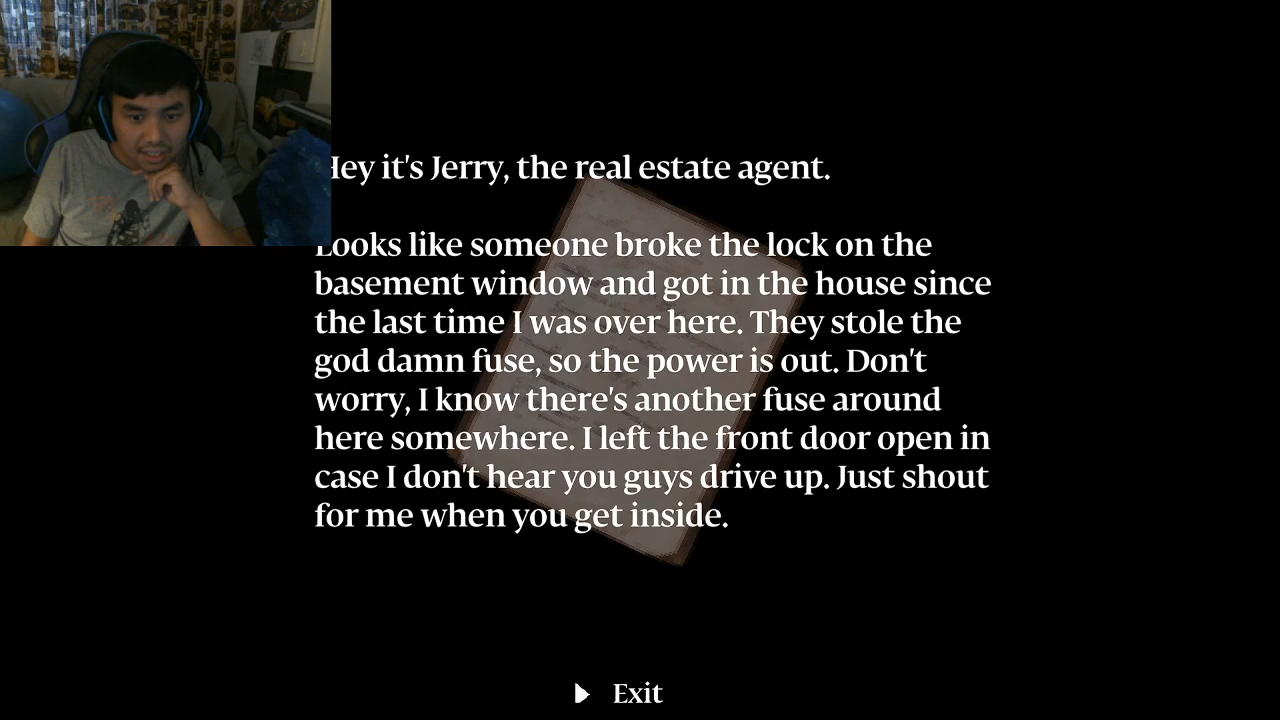 Hey it's Jerry, the real estate agent.
Looks like someone broke the lock on the
basement window and got in the house since
the last time I was over here. They stole the
god damn fuse, so the power is out. Don't
worry, I know there's another fuse around
here somewhere. I left the front door open in
case I don't hear you guys drive up. Just shout
for me when you get inside.
Exit